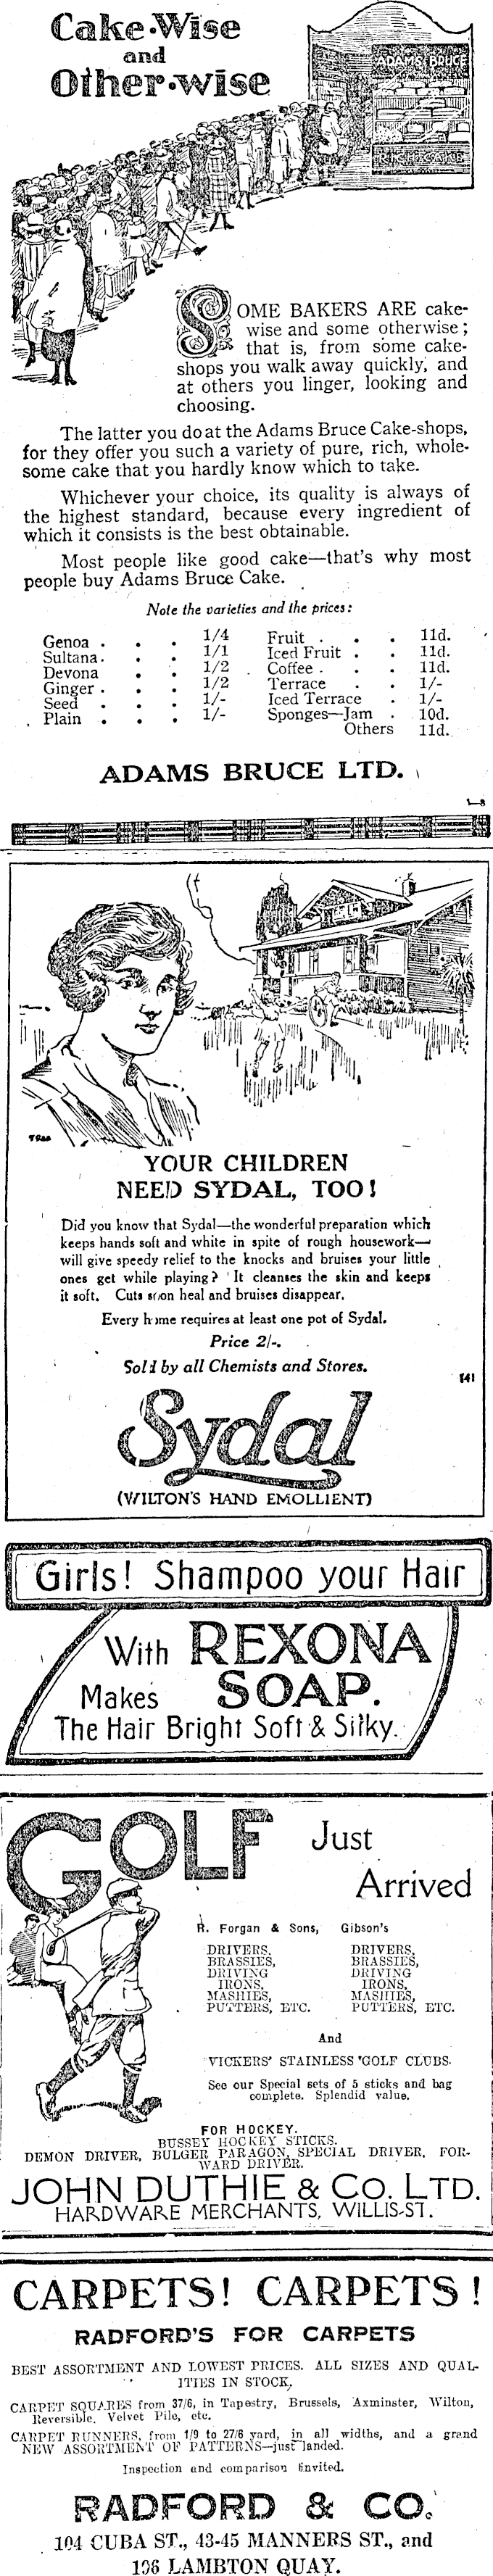 Cake-Wise
and
Other-wise
ADAMS BRUCE
SOME BAKERS ARE cake-
wise and some otherwise;
that is, from some cake-
shops you walk away quickly, and
at others you linger, looking and
choosing.
The latter you do at the Adams Bruce Cake-shops,
for they offer you such a variety of pure, rich, whole-
some cake that you hardly know which to take.
Whichever your choice, its quality is always of
the highest standard, because every ingredient of
which it consists is the best obtainable.
Most people like good cake—that's why most
people buy Adams Bruce Cake.
Note the varieties and the prices:
Genoa . . . 1/4 Fruit . . . 11d.
Sultana . . . 1/1 Iced Fruit . . 11d.
Devona . . 1/2 Coffee . . . 11d.
Ginger . . . 1/2 Terrace . . 1/-
Seed . . . 1/- Iced Terrace . 1/-
Plain . . . 1/- Sponges—Jam . 10d.
Others 11d.
ADAMS BRUCE LTD.
YOUR CHILDREN
NEED SYDAL, TOO!
Did you know that Sydal—the wonderful preparation which
keeps hands soft and white in spite of rough housework—
will give speedy relief to the knocks and bruises your little
ones get while playing? It cleanses the skin and keeps
it soft. Cuts soon heal and bruises disappear.
Every home requires at least one pot of Sydal.
Price 2/-.
Sold by all Chemists and Stores.
141
Sydal
(WILTON'S HAND EMOLLIENT)
Girls! Shampoo your Hair
With REXONA
Makes SOAP.
The Hair Bright Soft & Silky.
GOLF Just
Arrived
R. Forgan & Sons, Gibson's
DRIVERS, DRIVERS,
BRASSIES, BRASSIES,
DRIVING DRIVING
IRONS, IRONS,
MASHIES, MASHIES,
PUTTERS, ETC. PUTTERS, ETC.
And
VICKERS' STAINLESS GOLF CLUBS.
See our Special sets of 5 sticks and bag
complete. Splendid value.
FOR HOCKEY.
BUSSEY HOCKEY STICKS.
DEMON DRIVER, BULGER PARAGON, SPECIAL DRIVER, FOR-
WARD DRIVER.
JOHN DUTHIE & CO. LTD.
HARDWARE MERCHANTS, WILLIS-ST.
CARPETS! CARPETS!
RADFORD'S FOR CARPETS
BEST ASSORTMENT AND LOWEST PRICES. ALL SIZES AND QUAL-
ITIES IN STOCK.
CARPET SQUARES from 37/6, in Tapestry, Brussels, Axminster, Wilton,
Reversible, Velvet Pile, etc.
CARPET RUNNERS, from 1/9 to 27/6 yard, in all widths, and a grand
NEW ASSORTMENT OF PATTERNS—just landed.
Inspection and comparison invited.
RADFORD & CO.
104 CUBA ST., 43-45 MANNERS ST., and
196 LAMBTON QUAY.